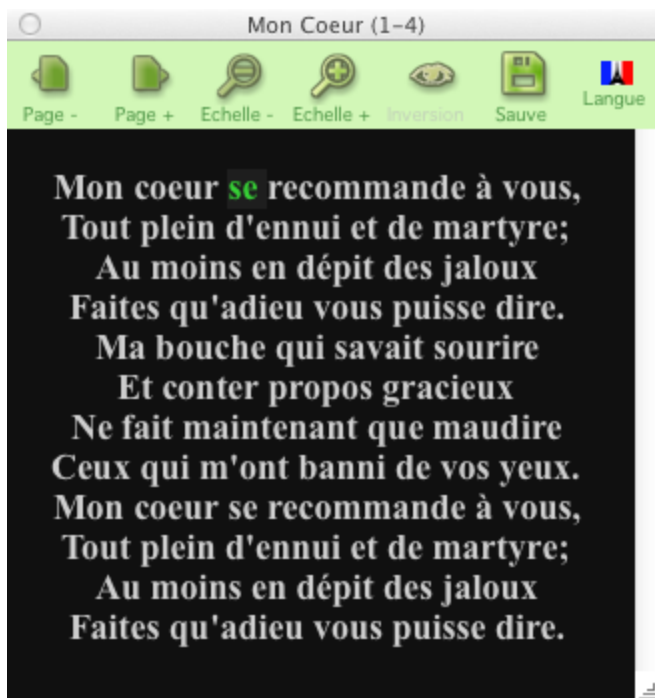 Mon Coeur (1-4)
Page - Page + Echelle - Echelle + Inversion Sauve Langue
Mon coeur se recommande à vous,
Tout plein d'ennui et de martyre;
Au moins en dépit des jaloux
Faites qu'adieu vous puisse dire.
Ma bouche qui savait sourire
Et conter propos gracieux
Ne fait maintenant que maudire
Ceux qui m'ont banni de vos yeux.
Mon coeur se recommande à vous,
Tout plein d'ennui et de martyre;
Au moins en dépit des jaloux
Faites qu'adieu vous puisse dire.